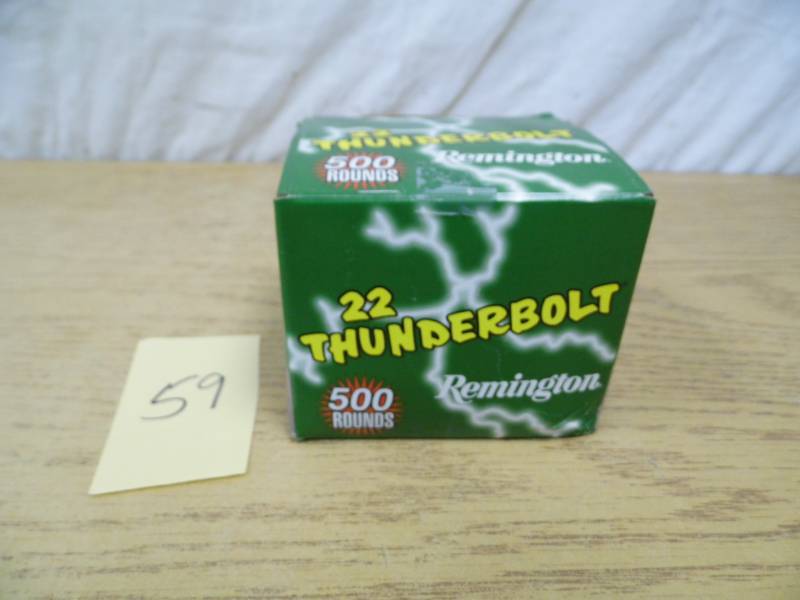 22
THUNDERBOLT
500
ROUNDS
Remington
22
THUNDERBOLT
500
ROUNDS
Remington
59